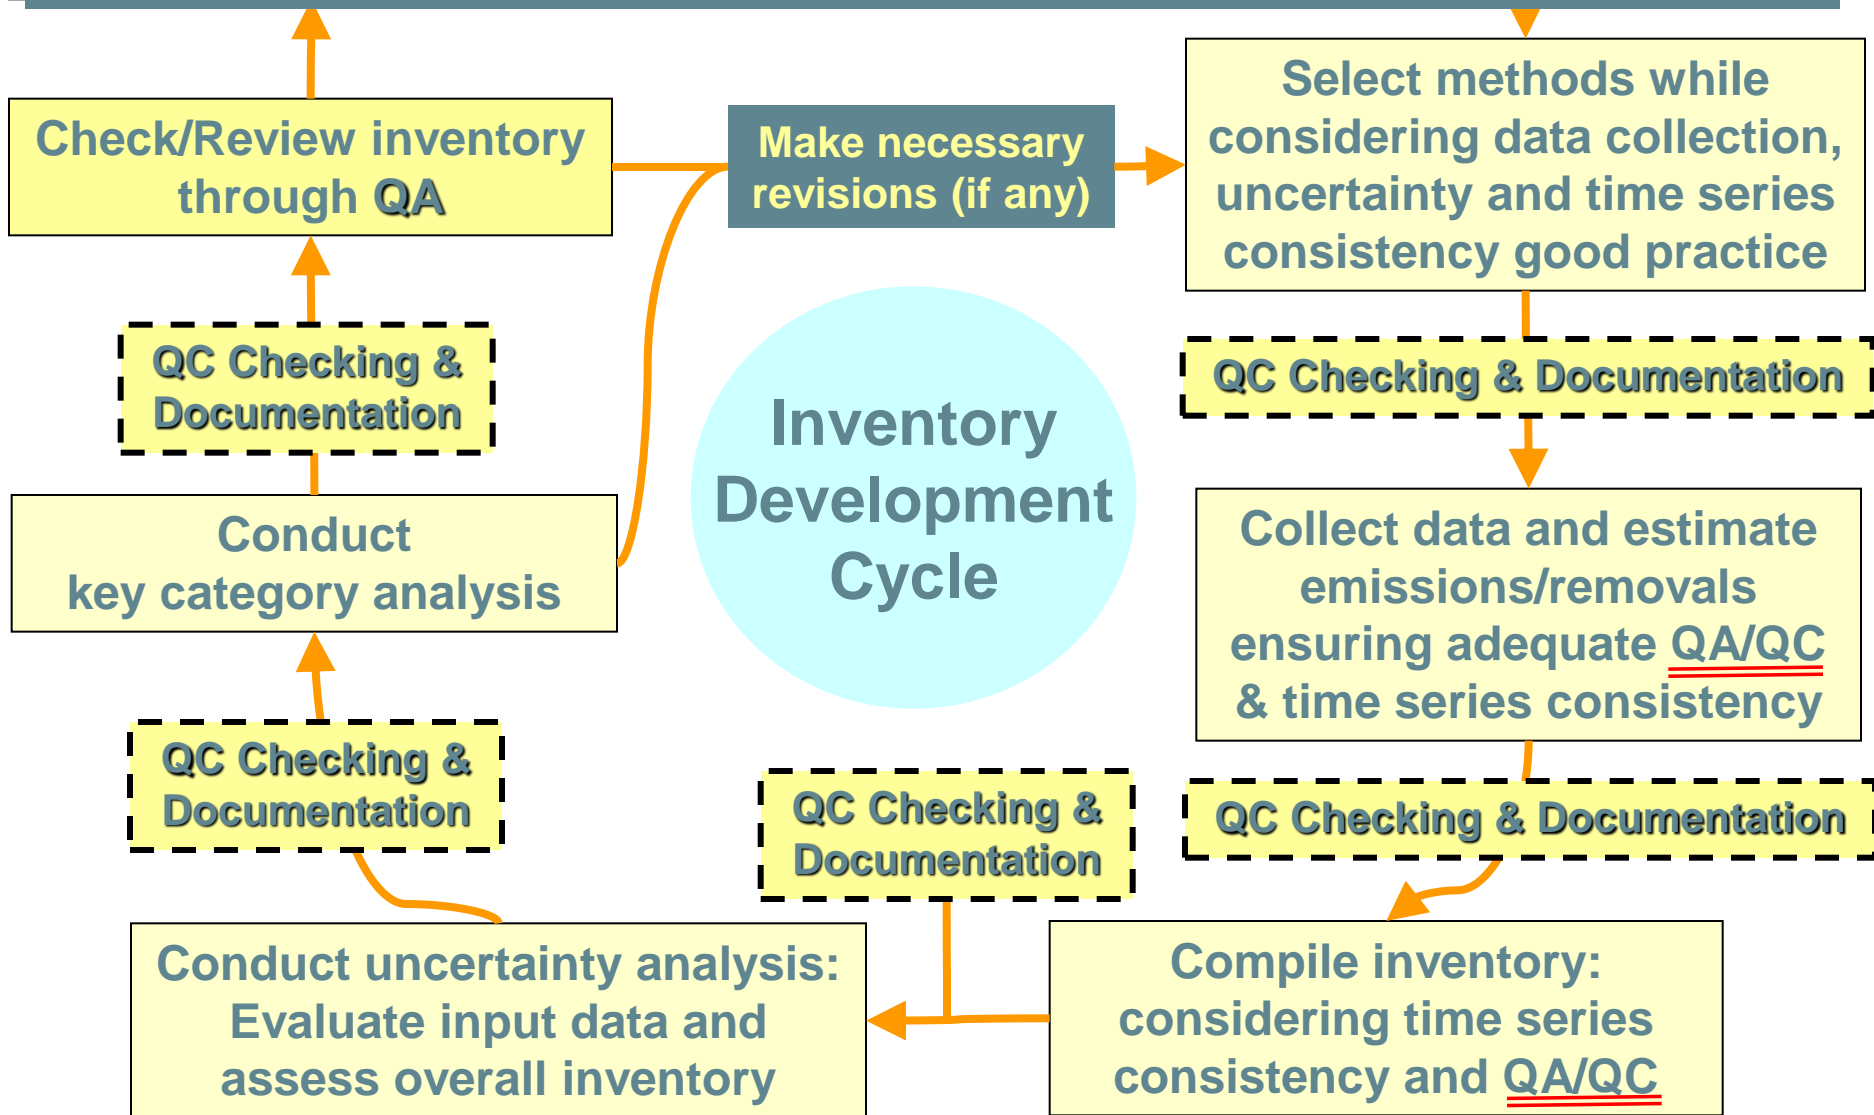 Check/Review inventory
through QA
Make necessary
revisions (if any)
Select methods while
considering data collection,
uncertainty and time series
consistency good practice
QC Checking &
Documentation
QC Checking & Documentation
Inventory
Development
Cycle
Conduct
key category analysis
Collect data and estimate
emissions/removals
ensuring adequate QA/QC
& time series consistency
QC Checking &
Documentation
QC Checking &
Documentation
QC Checking & Documentation
Conduct uncertainty analysis:
Evaluate input data and
assess overall inventory
Compile inventory:
considering time series
consistency and QA/QC